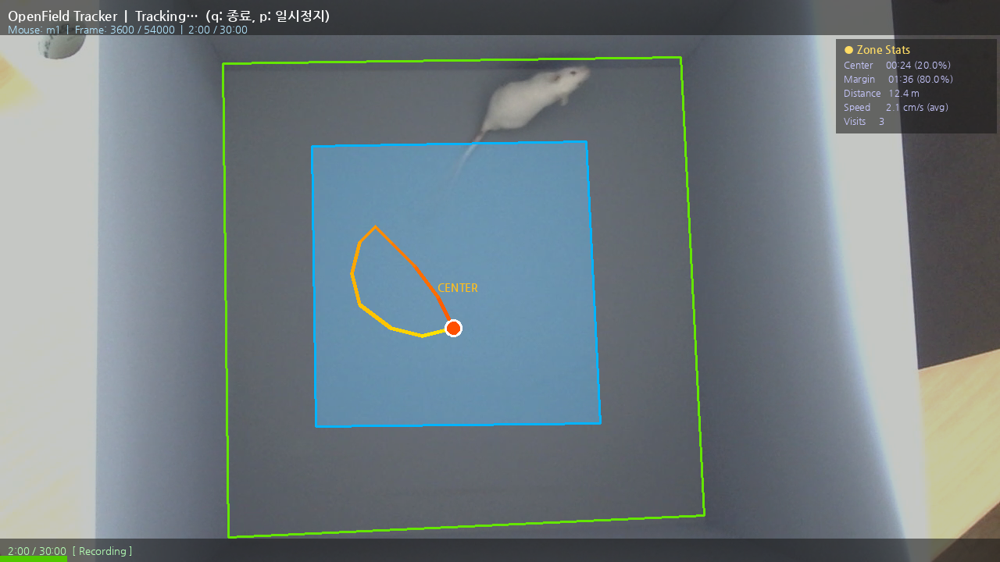 OpenField Tracker | Tracking… (q: 종료, p: 일시정지)
Mouse: m1 | Frame: 3600 / 54000 | 2:00 / 30:00
Zone Stats
Center 00:24 (20.0%)
Margin 01:36 (80.0%)
Distance 12.4 m
Speed 2.1 cm/s (avg)
Visits 3
CENTER
2:00 / 30:00 [ Recording ]